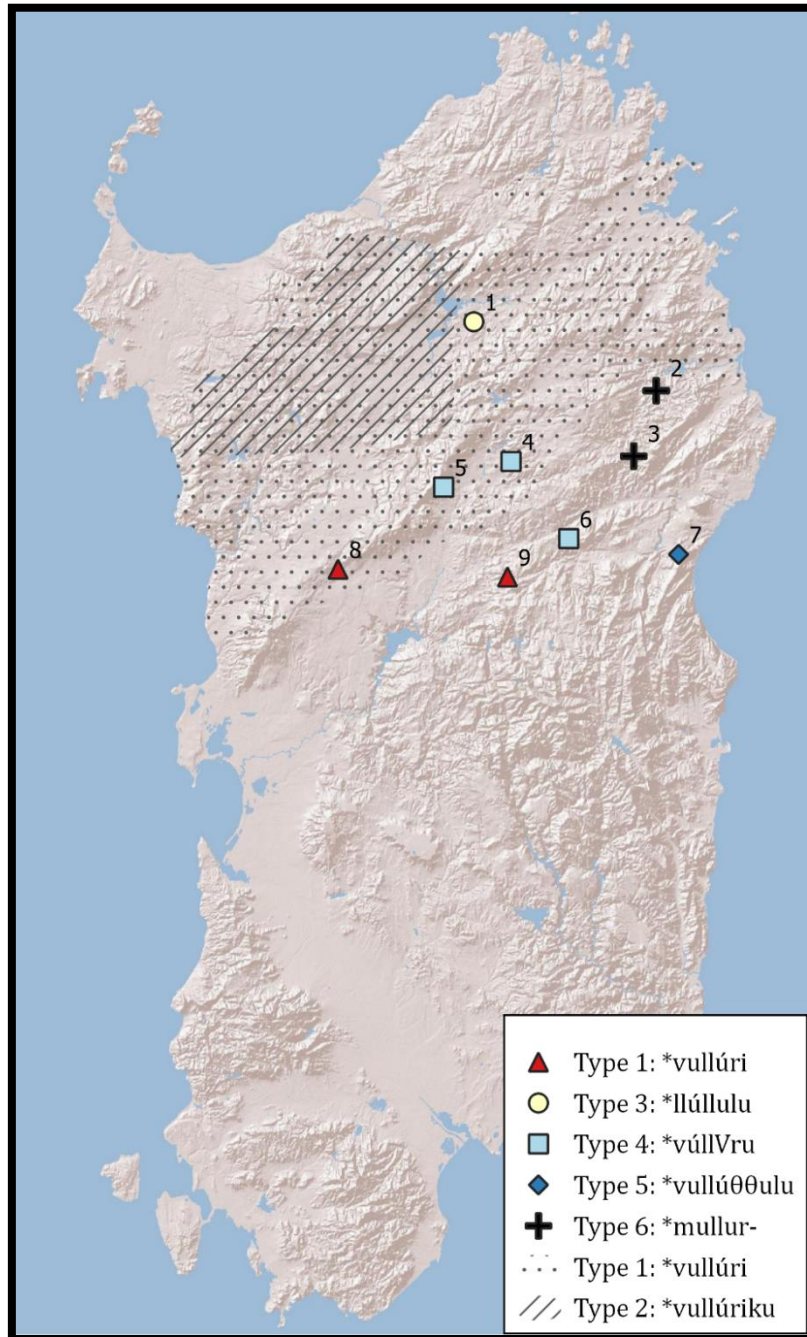 1
2
3
4
5
6
7
8
9
Type 1: *vullúri
Type 3: *llúllulu
Type 4: *vúllVru
Type 5: *vullúθθulu
Type 6: *mullur-
Type 1: *vullúri
Type 2: *vullúriku